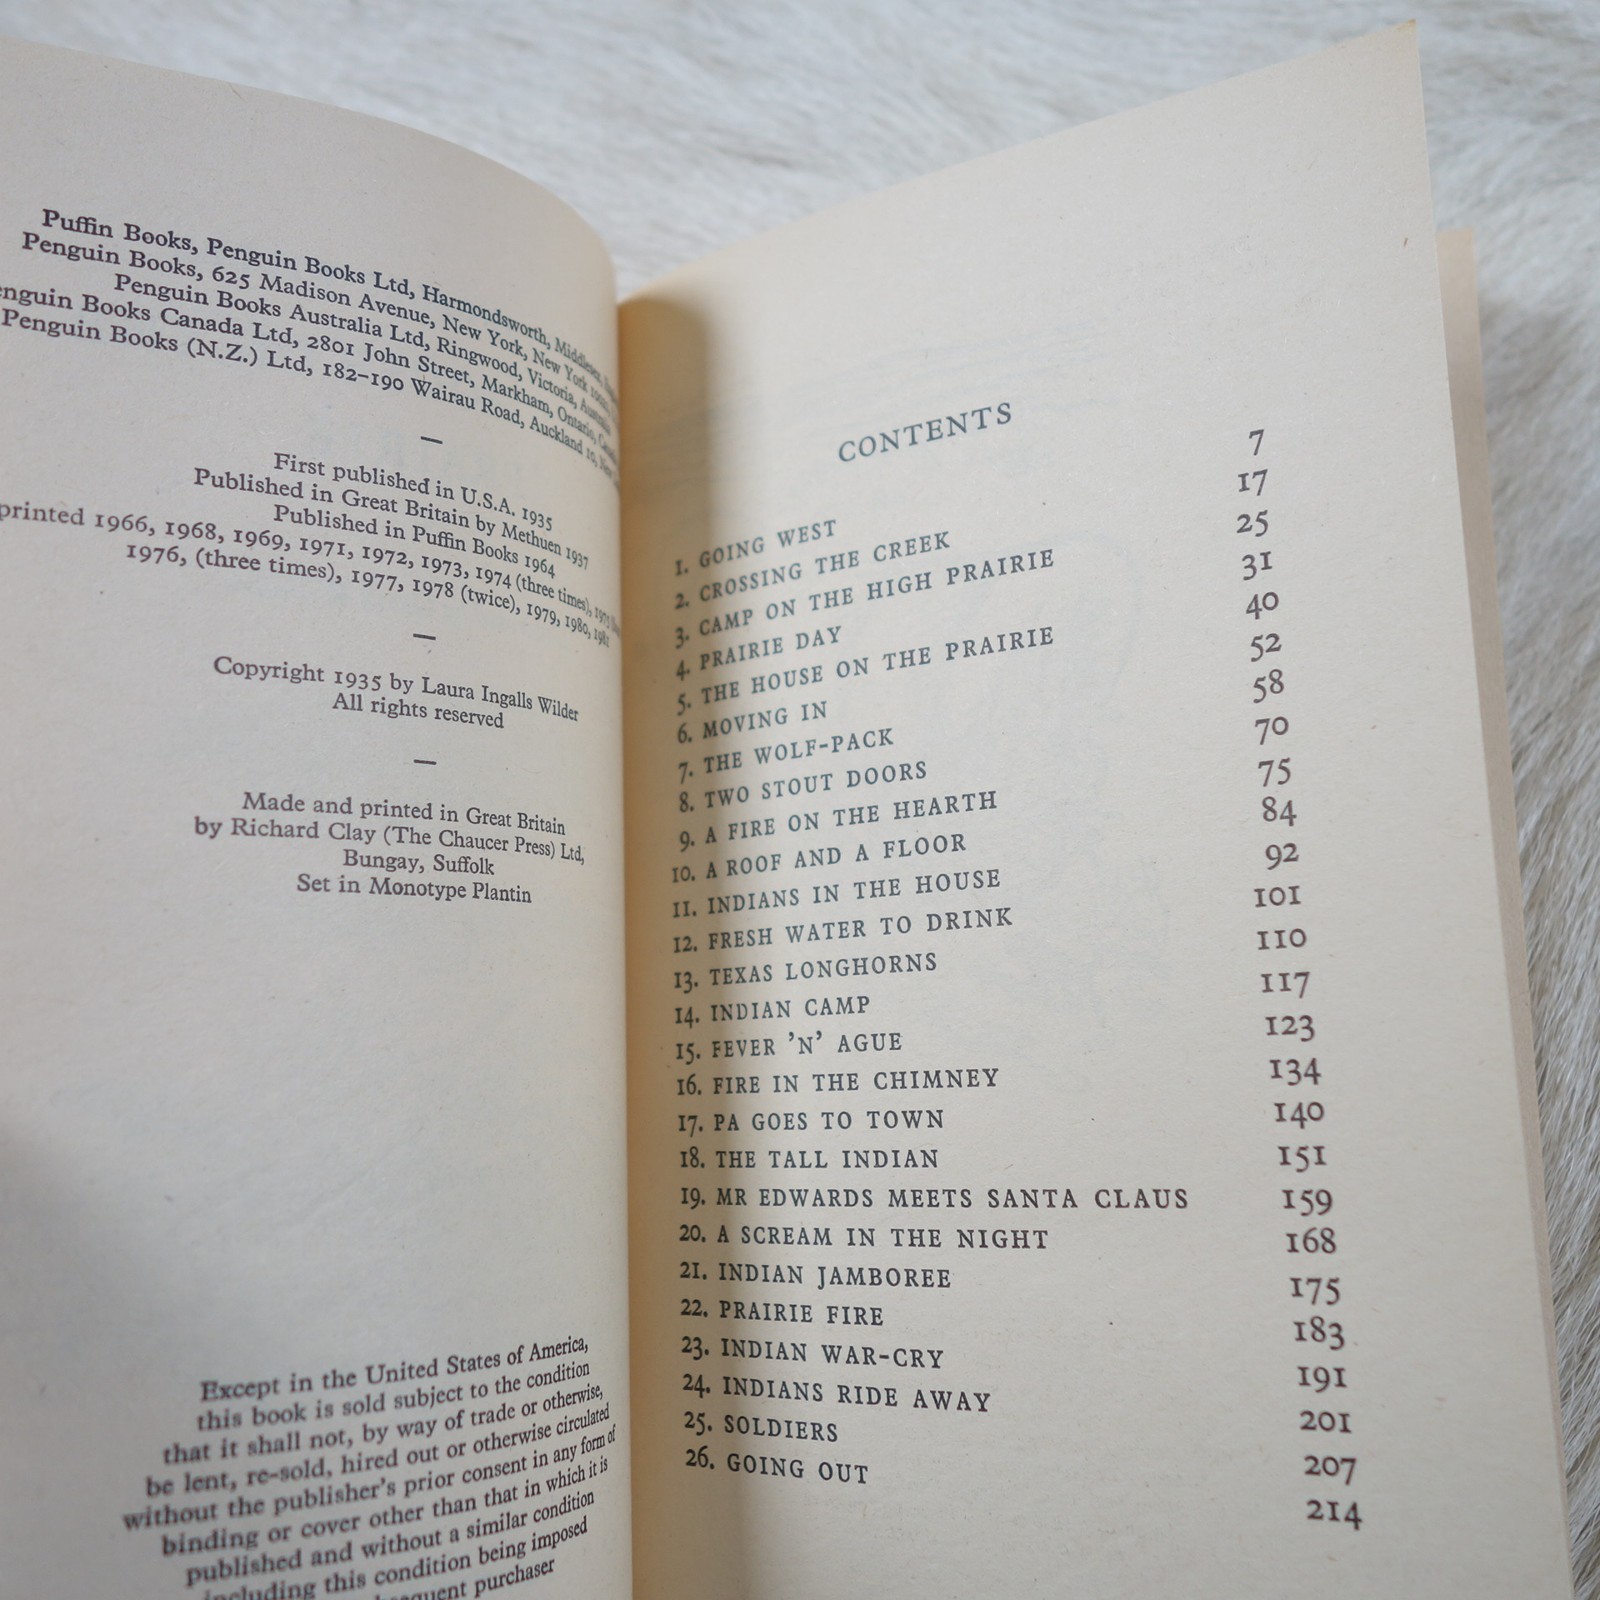 Puffin Books, Penguin Books Ltd, Harmondsworth, Middlesex,
Penguin Books, 625 Madison Avenue, New York, New York
Penguin Books Australia Ltd, Ringwood, Victoria, Australia
enguin Books Canada Ltd, 2801 John Street, Markham, Ontario,
Penguin Books (N.Z.) Ltd, 182–190 Wairau Road, Auckland 10,
—
First published in U.S.A. 1935
Published in Great Britain by Methuen 1937
Published in Puffin Books 1964
printed 1966, 1968, 1969, 1971, 1972, 1973, 1974 (three times),
1976, (three times), 1977, 1978 (twice), 1979, 1980,
—
Copyright 1935 by Laura Ingalls Wilder
All rights reserved
—
Made and printed in Great Britain
by Richard Clay (The Chaucer Press) Ltd,
Bungay, Suffolk
Set in Monotype Plantin
Except in the United States of America,
this book is sold subject to the condition
that it shall not, by way of trade or otherwise,
be lent, re-sold, hired out or otherwise circulated
without the publisher's prior consent in any form of
binding or cover other than that in which it is
published and without a similar condition
including this condition being imposed
purchaser
CONTENTS
1. GOING WEST 7
2. CROSSING THE CREEK 17
3. CAMP ON THE HIGH PRAIRIE 25
4. PRAIRIE DAY 31
5. THE HOUSE ON THE PRAIRIE 40
6. MOVING IN 52
7. THE WOLF-PACK 58
8. TWO STOUT DOORS 70
9. A FIRE ON THE HEARTH 75
10. A ROOF AND A FLOOR 84
11. INDIANS IN THE HOUSE 92
12. FRESH WATER TO DRINK 101
13. TEXAS LONGHORNS 110
14. INDIAN CAMP 117
15. FEVER 'N' AGUE 123
16. FIRE IN THE CHIMNEY 134
17. PA GOES TO TOWN 140
18. THE TALL INDIAN 151
19. MR EDWARDS MEETS SANTA CLAUS 159
20. A SCREAM IN THE NIGHT 168
21. INDIAN JAMBOREE 175
22. PRAIRIE FIRE 183
23. INDIAN WAR-CRY 191
24. INDIANS RIDE AWAY 201
25. SOLDIERS 207
26. GOING OUT 214